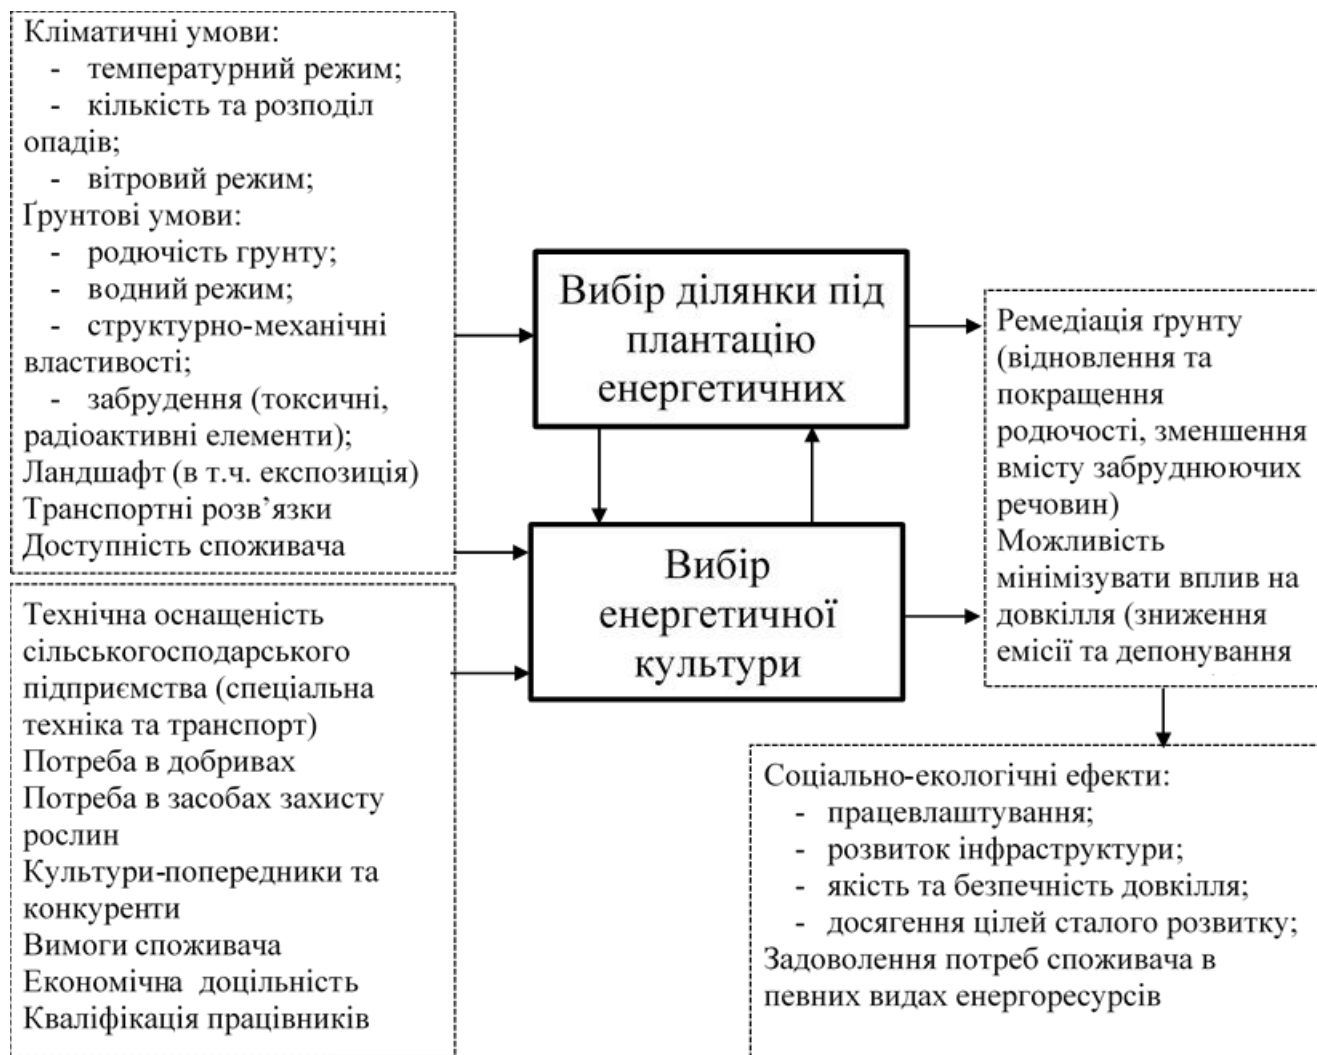 Кліматичні умови:
- температурний режим;
- кількість та розподіл
опадів;
- вітровий режим;
Ґрунтові умови:
- родючість грунту;
- водний режим;
- структурно-механічні
властивості;
- забрудення (токсичні,
радіоактивні елементи);
Ландшафт (в т.ч. експозиція)
Транспортні розв’язки
Доступність споживача
Технічна оснащеність
сільськогосподарського
підприємства (спеціальна
техніка та транспорт)
Потреба в добривах
Потреба в засобах захисту
рослин
Культури-попередники та
конкуренти
Вимоги споживача
Економічна доцільність
Кваліфікація працівників
Вибір ділянки під
плантацію
енергетичних
Вибір
енергетичної
культури
Ремедіація ґрунту
(відновлення та
покращення
родючості, зменшення
вмісту забруднюючих
речовин)
Можливість
мінімізувати вплив на
довкілля (зниження
емісії та депонування
Соціально-екологічні ефекти:
- працевлаштування;
- розвиток інфраструктури;
- якість та безпечність довкілля;
- досягення цілей сталого розвитку;
Задоволення потреб споживача в
певних видах енергоресурсів